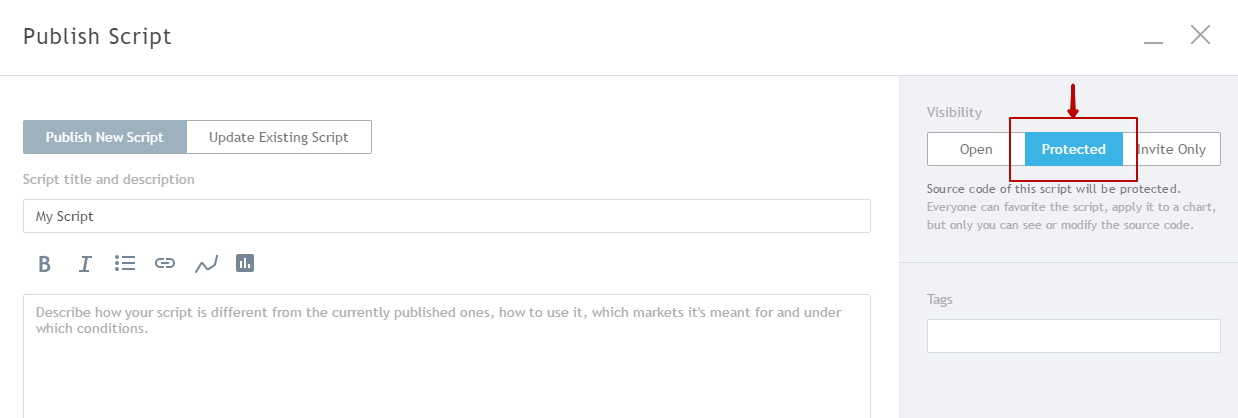 Publish Script
Publish New Script
Update Existing Script
Script title and description
My Script
B
I
Describe how your script is different from the currently published ones, how to use it, which markets it's meant for and under
which conditions.
Visibility
Open
Protected
Invite Only
Source code of this script will be protected.
Everyone can favorite the script, apply it to a chart,
but only you can see or modify the source code.
Tags